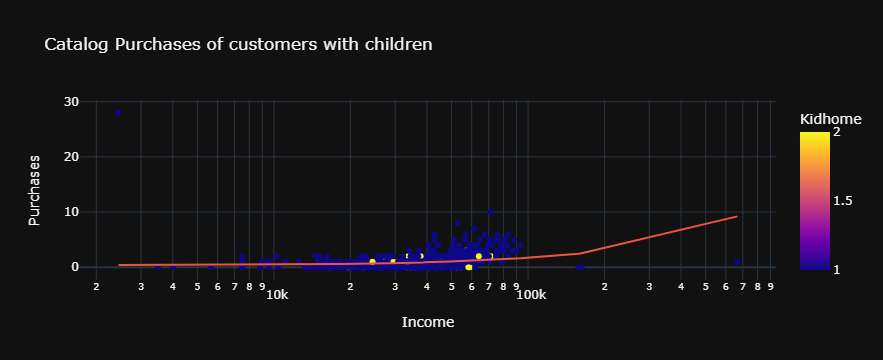 Catalog Purchases of customers with children
Kidhome
2
1.5
1
Purchases
30
20
10
0
2 3 4 5 6 7 8 9 10k 2 3 4 5 6 7 8 9 100k 2 3 4 5 6 7 8 9
Income